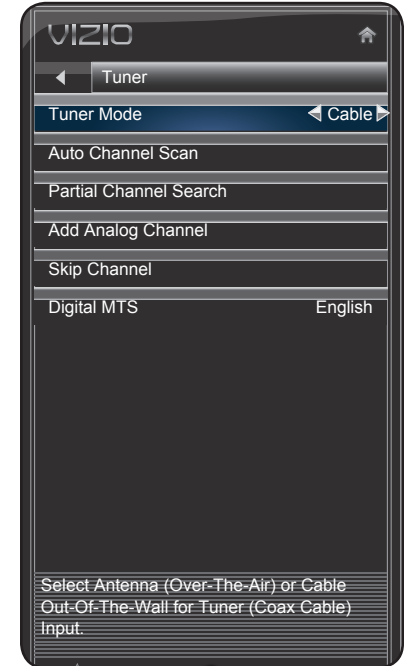 VIZIO
Tuner
Tuner Mode Cable
Auto Channel Scan
Partial Channel Search
Add Analog Channel
Skip Channel
Digital MTS English
Select Antenna (Over-The-Air) or Cable
Out-Of-The-Wall for Tuner (Coax Cable)
Input.